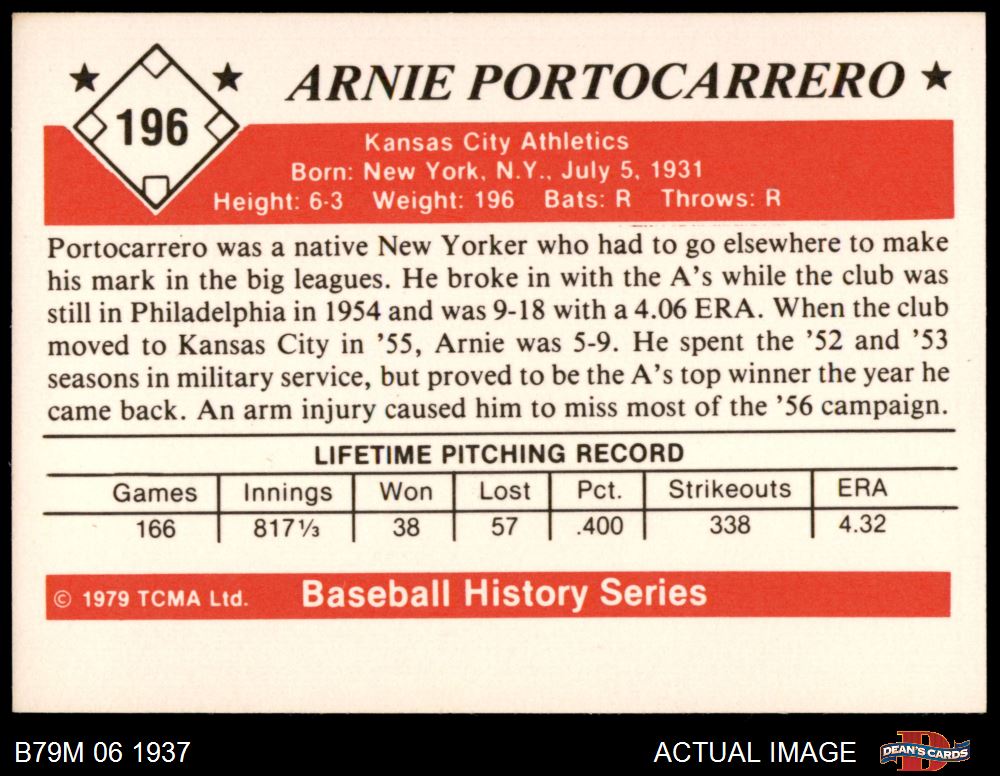 196
ARNIE PORTOCARRERO
Kansas City Athletics
Born: New York, N.Y., July 5, 1931
Height: 6-3 Weight: 196 Bats: R Throws: R
Portocarrero was a native New Yorker who had to go elsewhere to make
his mark in the big leagues. He broke in with the A's while the club was
still in Philadelphia in 1954 and was 9-18 with a 4.06 ERA. When the club
moved to Kansas City in '55, Arnie was 5-9. He spent the '52 and '53
seasons in military service, but proved to be the A's top winner the year he
came back. An arm injury caused him to miss most of the '56 campaign.
LIFETIME PITCHING RECORD
Games Innings Won Lost Pct. Strikeouts ERA
166 817 ⅓ 38 57 .400 338 4.32
© 1979 TCMA Ltd. Baseball History Series
B79M 06 1937 ACTUAL IMAGE DEAN'S CARDS